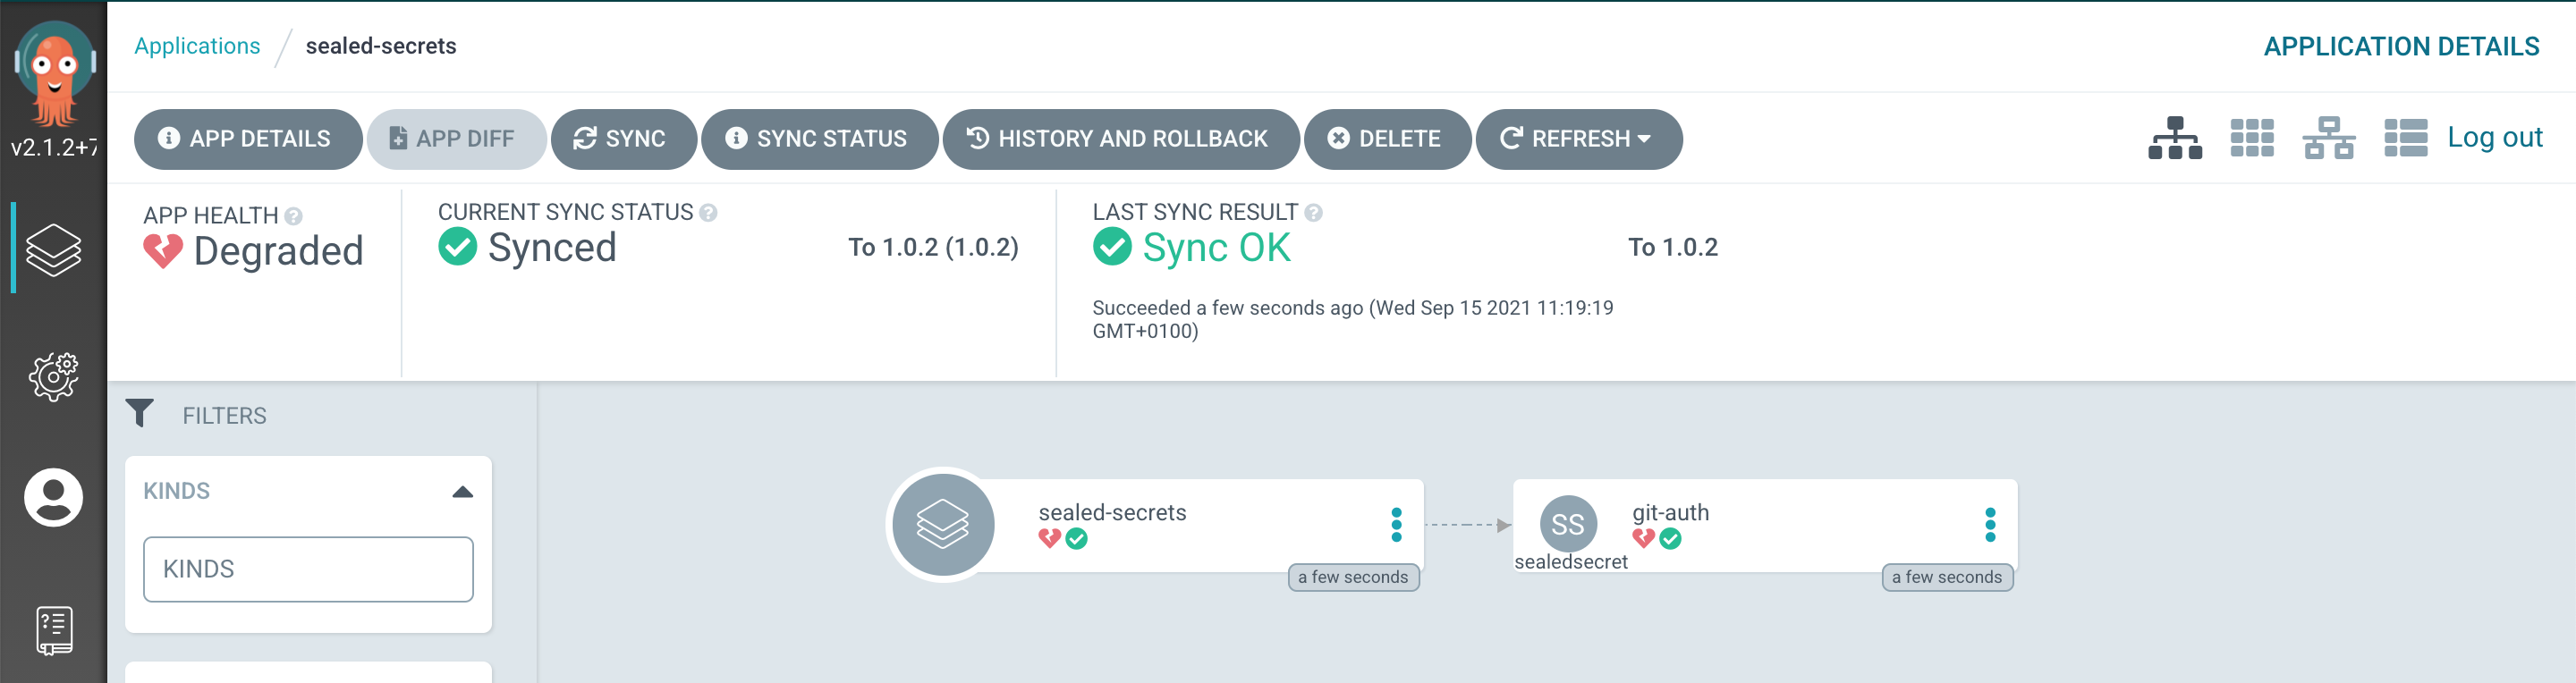 v2.1.2+7
Applications / sealed-secrets
APPLICATION DETAILS
APP DETAILS
APP DIFF
SYNC
SYNC STATUS
HISTORY AND ROLLBACK
DELETE
REFRESH
Log out
APP HEALTH
Degraded
CURRENT SYNC STATUS
Synced
To 1.0.2 (1.0.2)
LAST SYNC RESULT
Sync OK
To 1.0.2
Succeeded a few seconds ago (Wed Sep 15 2021 11:19:19
GMT+0100)
FILTERS
KINDS
KINDS
sealed-secrets
a few seconds
SS
sealedsecret
git-auth
a few seconds